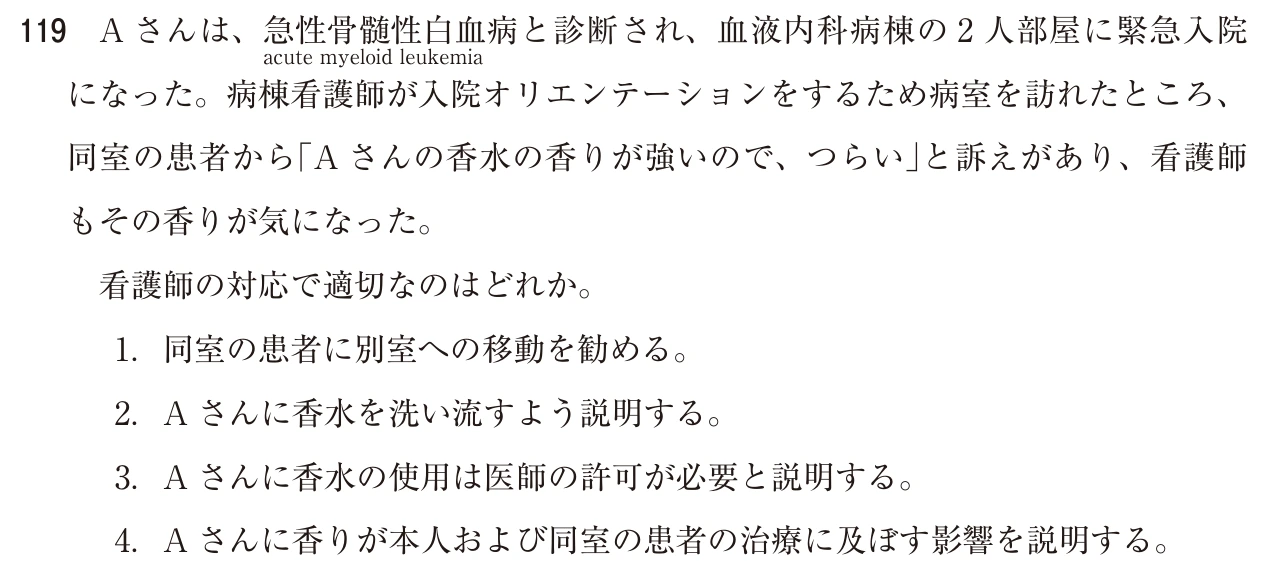 119 Aさんは、急性骨髄性白血病と診断され、血液内科病棟の2人部屋に緊急入院
acute myeloid leukemia
になった。病棟看護師が入院オリエンテーションをするため病室を訪れたところ、
同室の患者から「Aさんの香水の香りが強いので、つらい」と訴えがあり、看護師
もその香りが気になった。
看護師の対応で適切なのはどれか。
1. 同室の患者に別室への移動を勧める。
2. Aさんに香水を洗い流すよう説明する。
3. Aさんに香水の使用は医師の許可が必要と説明する。
4. Aさんに香りが本人および同室の患者の治療に及ぼす影響を説明する。